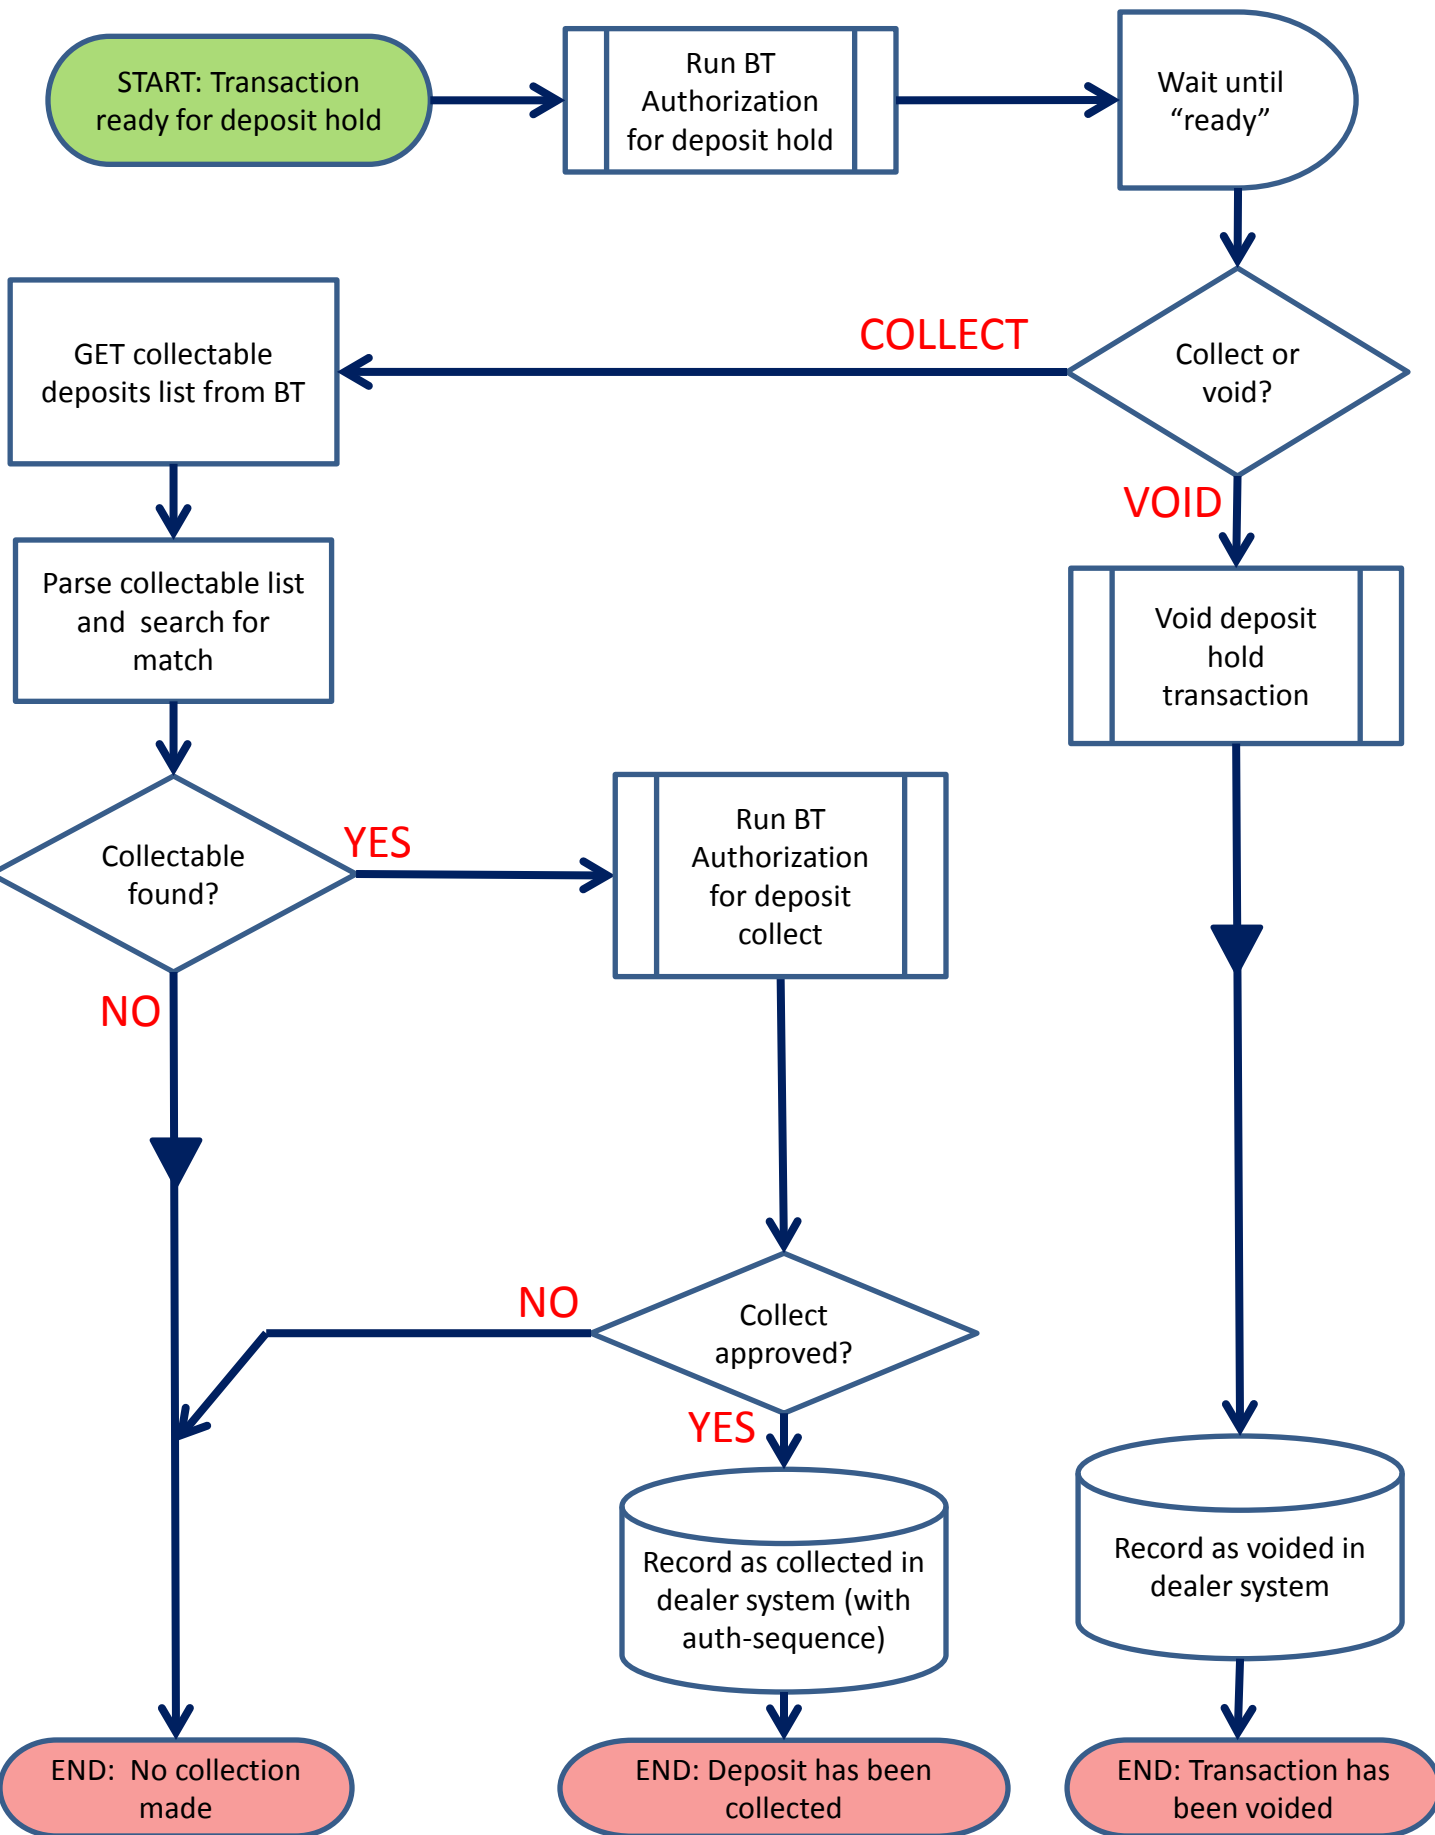 START: Transaction
ready for deposit hold
Run BT
Authorization
for deposit hold
Wait until
“ready”
GET collectable
deposits list from BT
COLLECT
Collect or
void?
VOID
Parse collectable list
and  search for
match
Void deposit
hold
transaction
Collectable
found?
YES
Run BT
Authorization
for deposit
collect
NO
NO
Collect
approved?
YES
Record as collected in
dealer system (with
auth-sequence)
Record as voided in
dealer system
END:  No collection
made
END: Deposit has been
collected
END: Transaction has
been voided